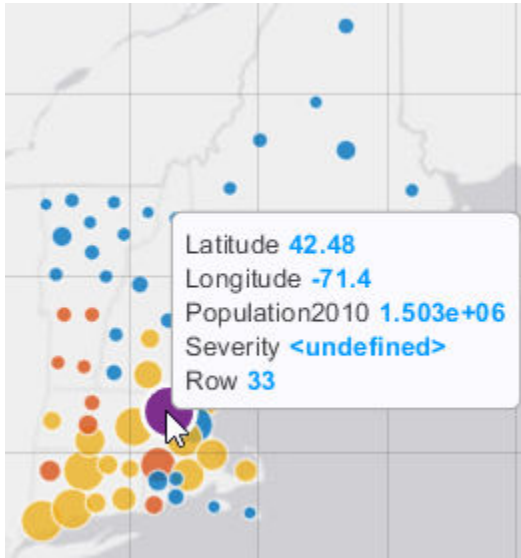 Latitude 42.48
Longitude -71.4
Population2010 1.503e+06
Severity <undefined>
Row 33